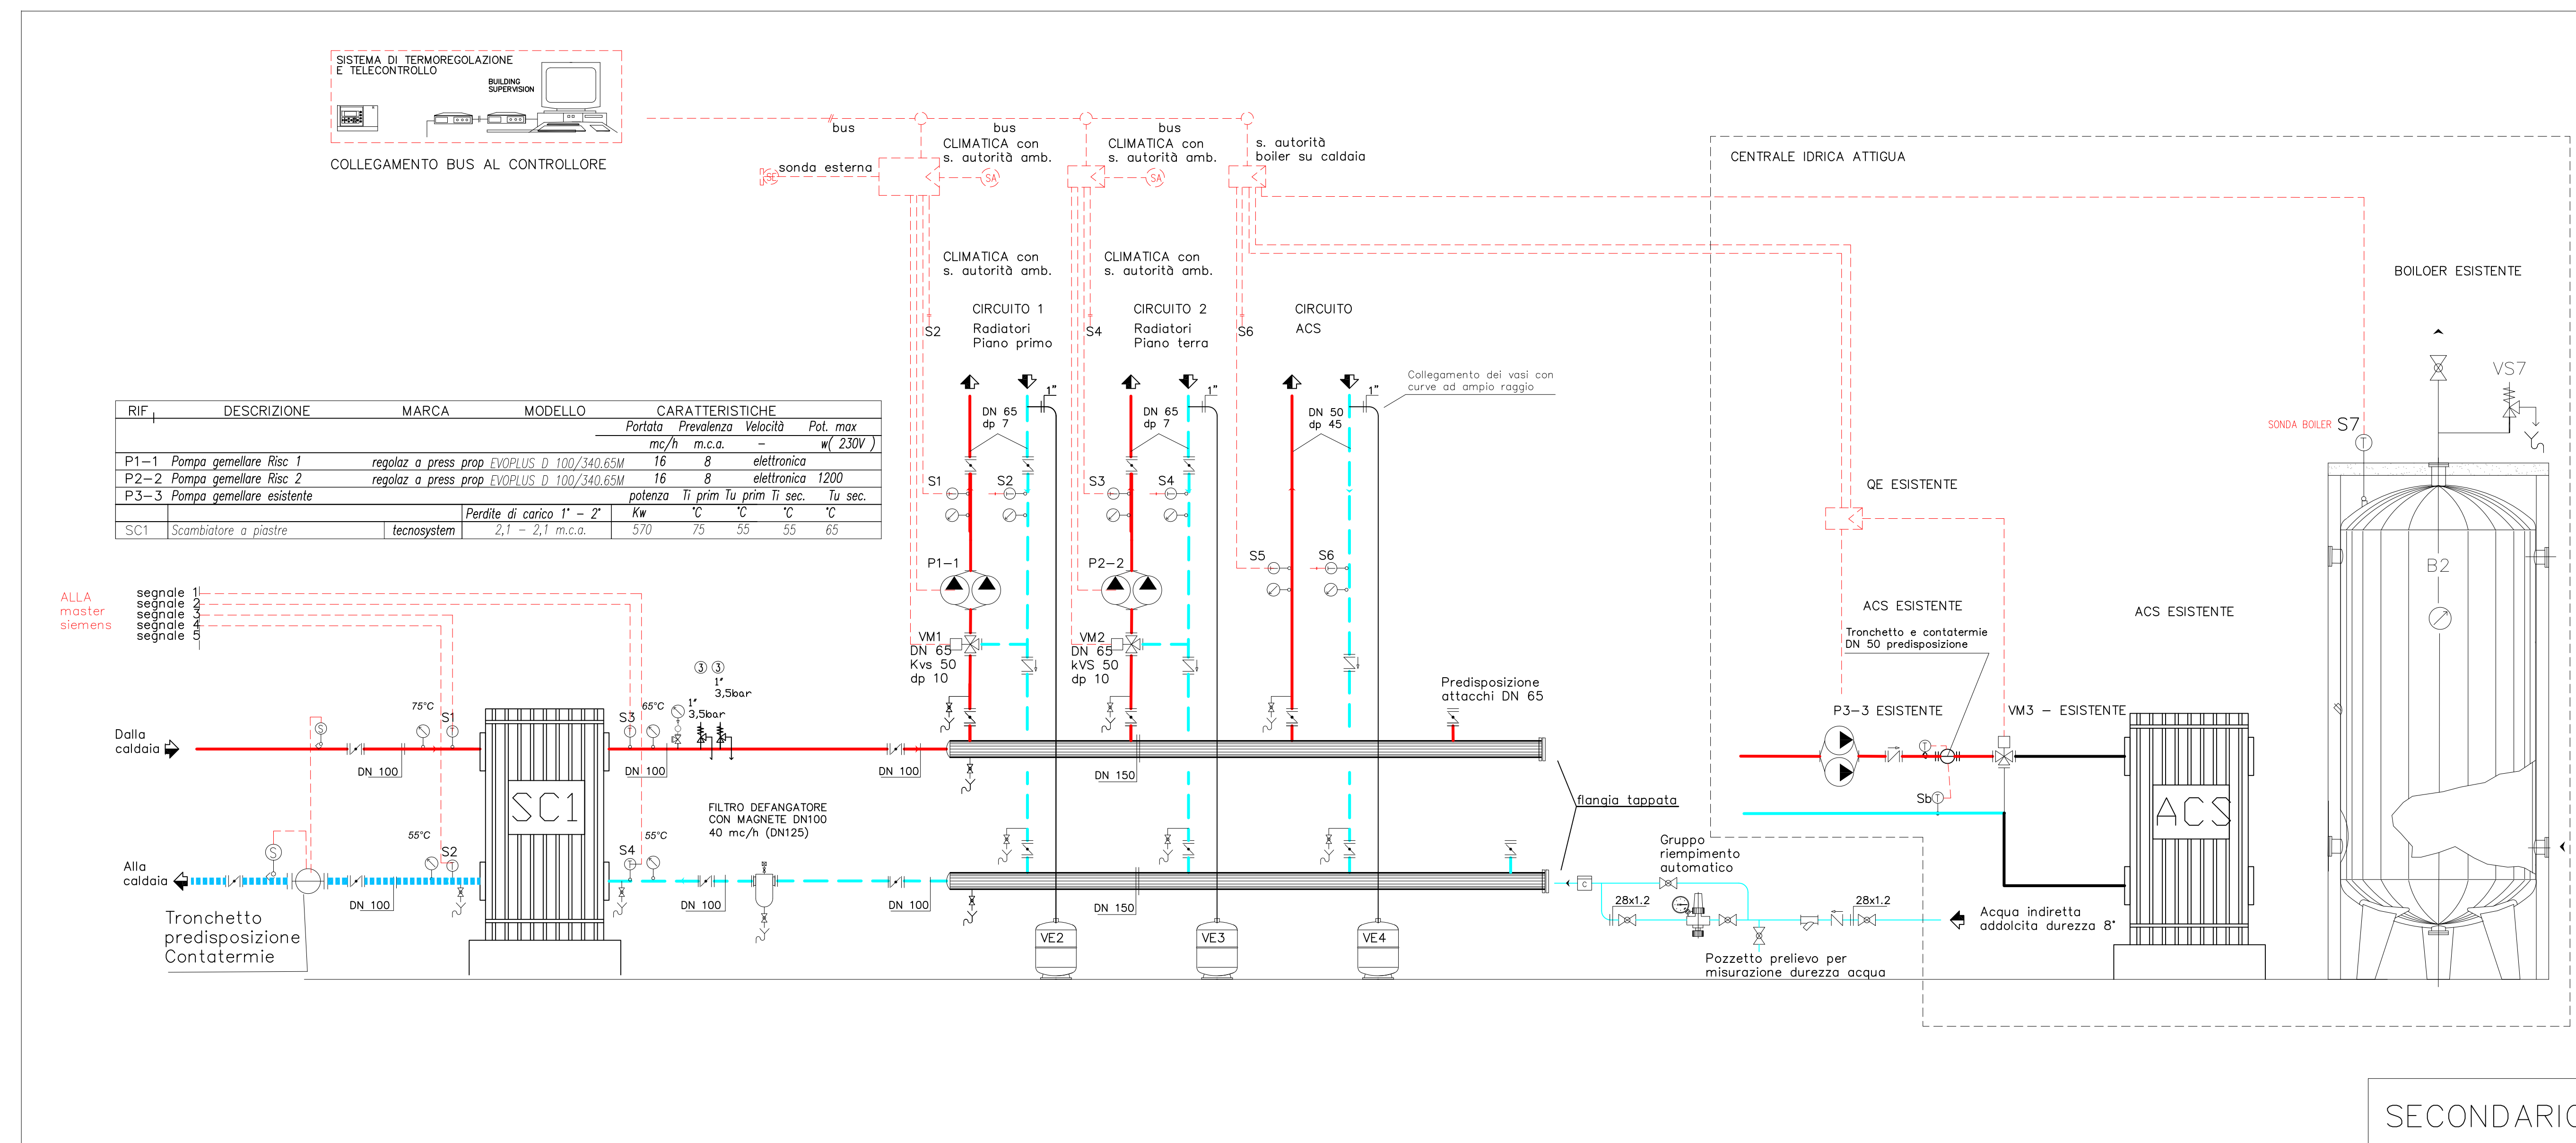 SISTEMA DI TERMOREGOLAZIONE
E TELECONTROLLO
BUILDING
SUPERVISION
COLLEGAMENTO BUS AL CONTROLLORE
bus
bus
bus
CLIMATICA con
s. autorità amb.
CLIMATICA con
s. autorità amb.
s. autorità
boiler su caldaia
sonda esterna
SE
SA
SA
CENTRALE IDRICA ATTIGUA
CLIMATICA con
s. autorità amb.
CLIMATICA con
s. autorità amb.
BOILOER ESISTENTE
CIRCUITO 1
Radiatori
Piano primo
CIRCUITO 2
Radiatori
Piano terra
CIRCUITO
ACS
S2
S4
S6
Collegamento dei vasi con
curve ad ampio raggio
VS7
1"
1"
1"
DN 65
dp 7
DN 65
dp 7
DN 50
dp 45
SONDA BOILER S7
T
RIF DESCRIZIONE MARCA MODELLO CARATTERISTICHE
Portata Prevalenza Velocità Pot. max
mc/h m.c.a. – w( 230V )
P1–1 Pompa gemellare Risc 1 regolaz a press prop EVOPLUS D 100/340.65M 16 8 elettronica
P2–2 Pompa gemellare Risc 2 regolaz a press prop EVOPLUS D 100/340.65M 16 8 elettronica 1200
P3–3 Pompa gemellare esistente potenza Ti prim Tu prim Ti sec. Tu sec.
Perdite di carico 1° – 2° Kw °C °C °C °C
SC1 Scambiatore a piastre tecnosystem 2,1 – 2,1 m.c.a. 570 75 55 55 65
S1
S2
S3
S4
QE ESISTENTE
S5
S6
P1–1
P2–2
B2
ALLA
master
siemens
segnale 1
segnale 2
segnale 3
segnale 4
segnale 5
ACS ESISTENTE
ACS ESISTENTE
Tronchetto e contatermie
DN 50 predisposizione
VM1
DN 65
Kvs 50
dp 10
VM2
DN 65
kVS 50
dp 10
3 3
1"
3,5bar
1"
3,5bar
Predisposizione
attacchi DN 65
75°C
S1
S3
65°C
P3–3 ESISTENTE
VM3 – ESISTENTE
Dalla
caldaia
S
T
T
T
DN 100
DN 100
DN 100
DN 150
SC1
Sb
T
ACS
flangia tappata
FILTRO DEFANGATORE
CON MAGNETE DN100
40 mc/h (DN125)
55°C
S2
S4
55°C
S
T
T
Alla
caldaia
Gruppo
riempimento
automatico
C
DN 100
DN 100
DN 100
DN 150
28x1.2
28x1.2
Tronchetto
predisposizione
Contatermie
Acqua indiretta
addolcita durezza 8°
VE2
VE3
VE4
Pozzetto prelievo per
misurazione durezza acqua
SECONDARIO